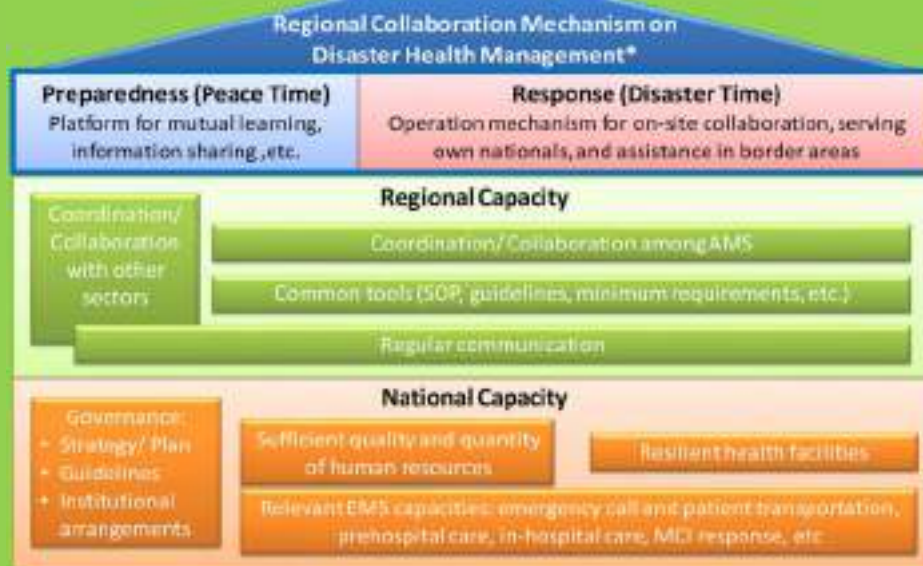 Regional Collaboration Mechanism on
Disaster Health Management*
Preparedness (Peace Time)
Platform for mutual learning,
information sharing ,etc.
Response (Disaster Time)
Operation mechanism for on-site collaboration, serving
own nationals, and assistance in border areas
Regional Capacity
Coordination/
Collaboration
with other
sectors
Coordination/ Collaboration among AMS
Common tools (SOP, guidelines, minimum requirements, etc.)
Regular communication
National Capacity
Governance:
• Strategy/ Plan
• Guidelines
• Institutional
arrangements
Sufficient quality and quantity
of human resources
Resilient health facilities
Relevant EMS capacities: emergency call and patient transportation,
prehospital care, in-hospital care, MCI response, etc